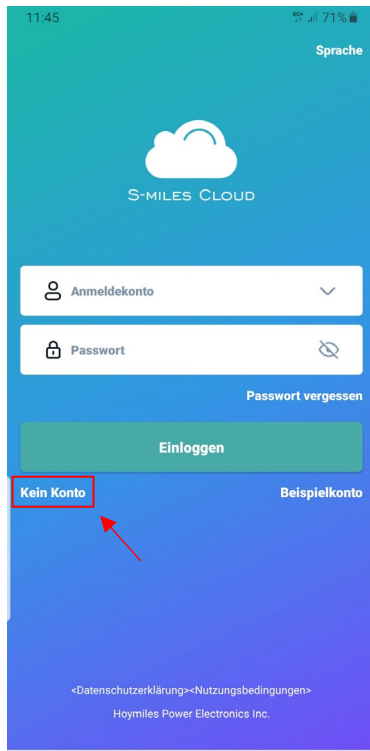 11:45 4G+ 71%
Sprache
S-MILES CLOUD
Anmeldekonto
Passwort
Passwort vergessen
Einloggen
Kein Konto Beispielkonto
<Datenschutzerklärung><Nutzungsbedingungen>
Hoymiles Power Electronics Inc.